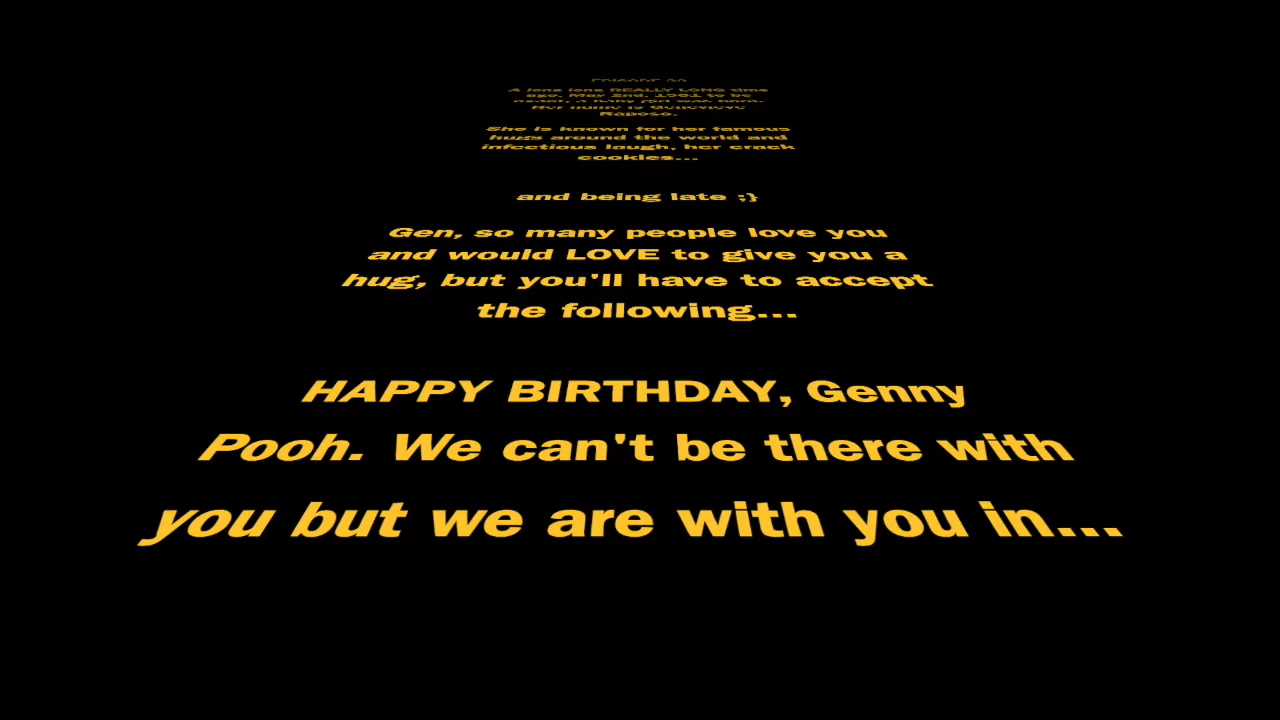 A long long REALLY LONG time
ago, May 2nd, 1981 to be
exact, a baby girl was born.
Her name is Genevieve
Raposo.
She is known for her famous
hugs around the world and
infectious laugh, her crack
cookies...
and being late ;}
Gen, so many people love you
and would LOVE to give you a
hug, but you'll have to accept
the following...
HAPPY BIRTHDAY, Genny
Pooh. We can't be there with
you but we are with you in...